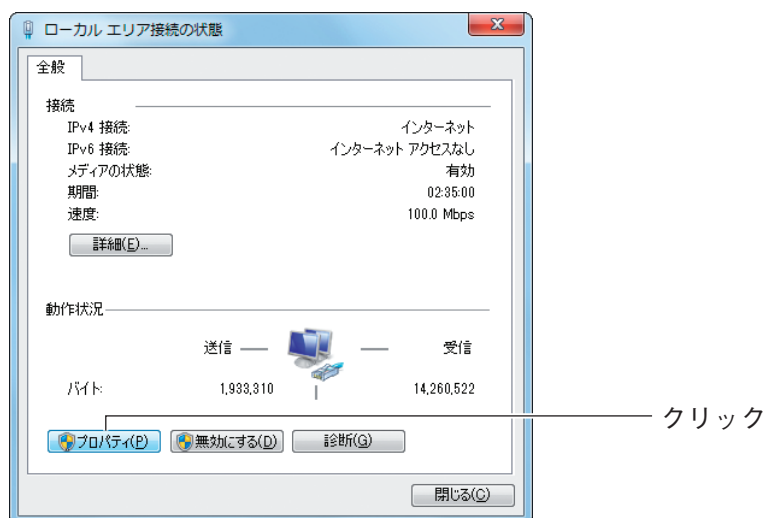 ローカル エリア接続の状態
全般
接続
IPv4 接続: インターネット
IPv6 接続: インターネット アクセスなし
メディアの状態: 有効
期間: 02:35:00
速度: 100.0 Mbps
詳細(E)...
動作状況
送信 受信
バイト: 1,933,310 14,260,522
クリック
プロパティ(P) 無効にする(D) 診断(G)
閉じる(C)